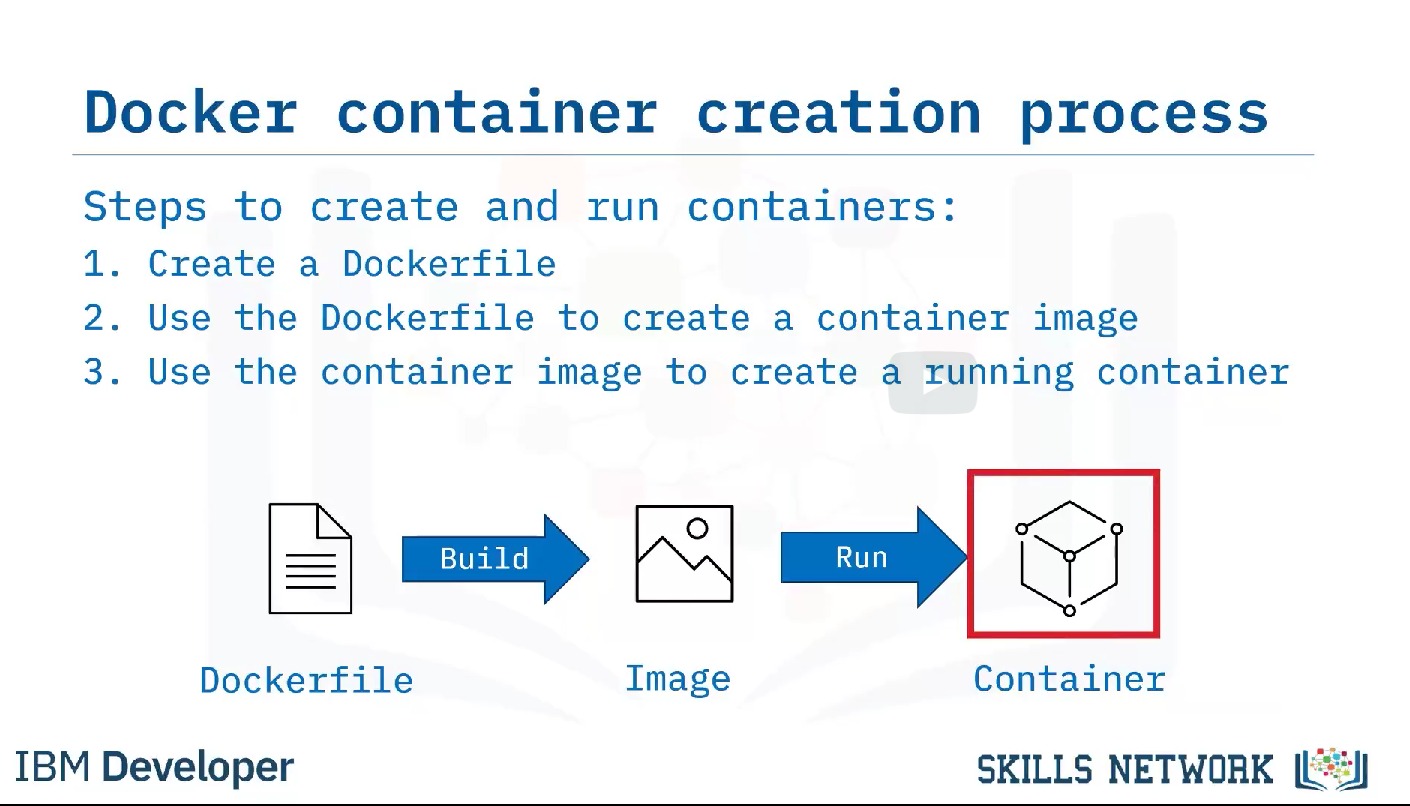 Docker container creation process
Steps to create and run containers:
1. Create a Dockerfile
2. Use the Dockerfile to create a container image
3. Use the container image to create a running container
Build
Run
Dockerfile
Image
Container
IBM Developer
SKILLS NETWORK